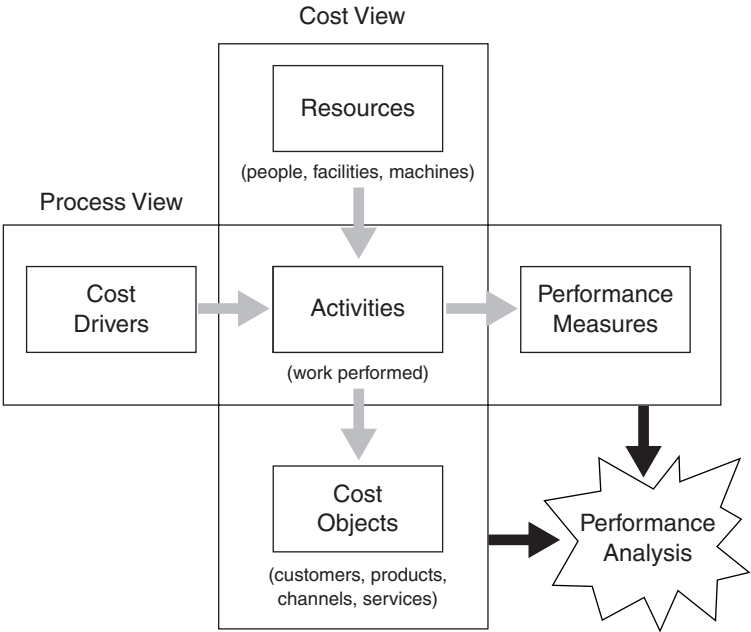 Cost View
Resources
(people, facilities, machines)
Process View
Cost
Drivers
Activities
(work performed)
Performance
Measures
Cost
Objects
(customers, products,
channels, services)
Performance
Analysis